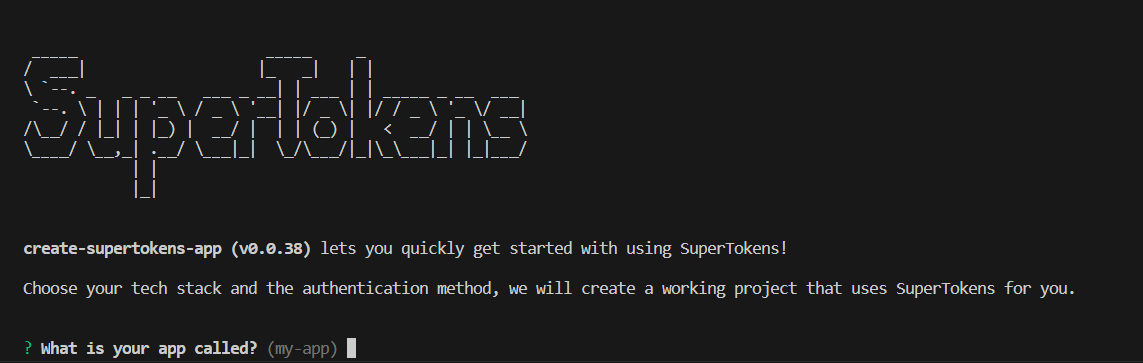 SuperTokens
create-supertokens-app (v0.0.38) lets you quickly get started with using SuperTokens!
Choose your tech stack and the authentication method, we will create a working project that uses SuperTokens for you.
? What is your app called? (my-app)